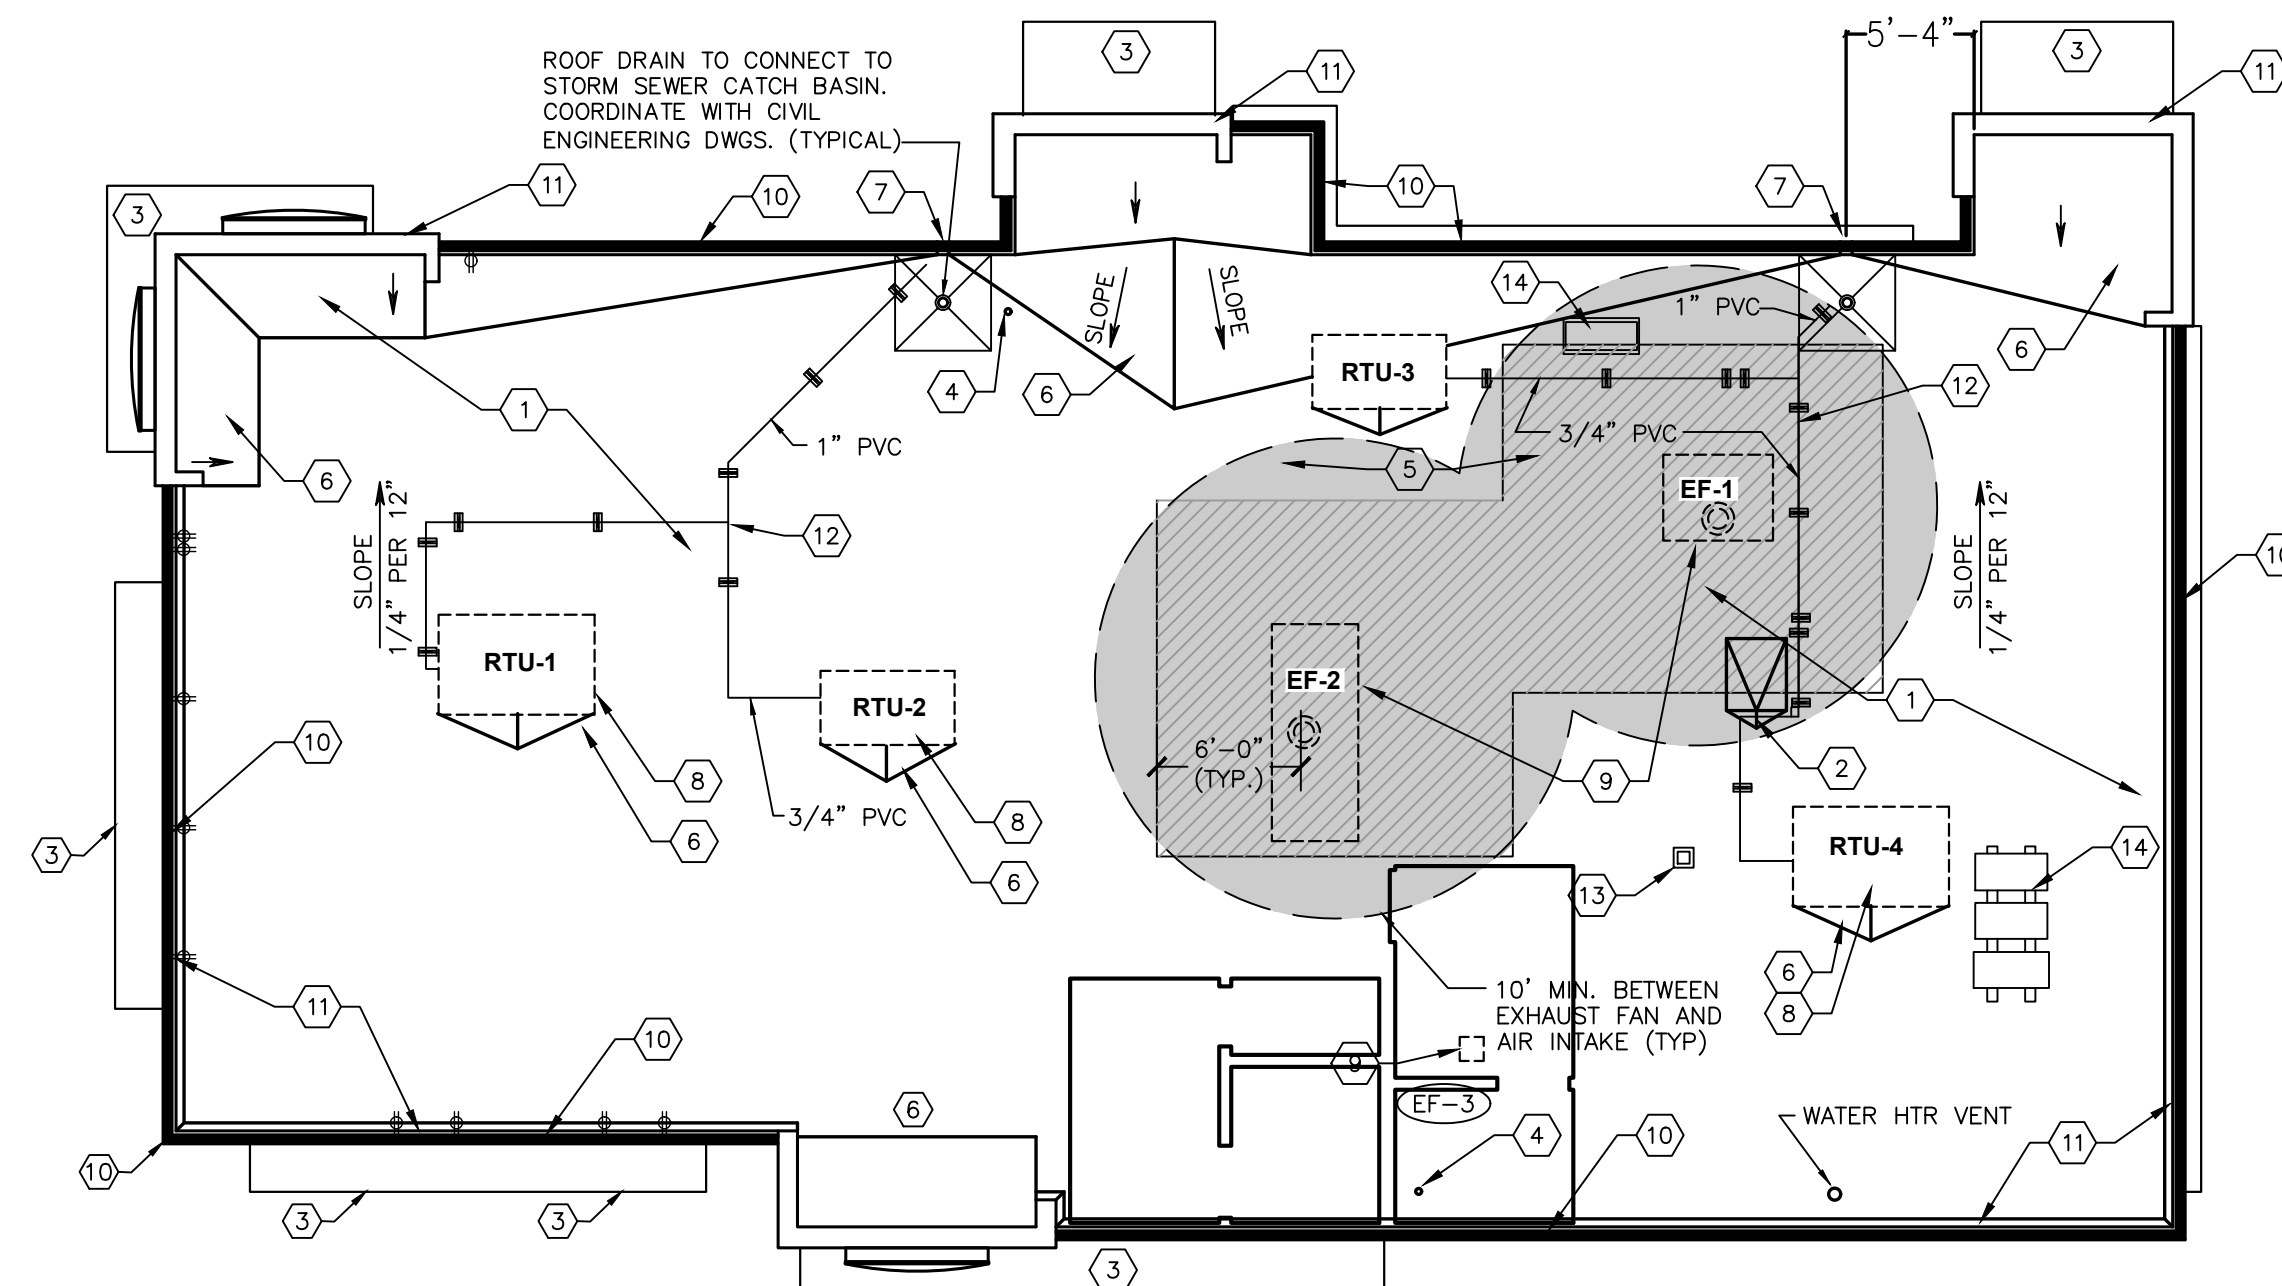 3
5'-4"
3
ROOF DRAIN TO CONNECT TO
STORM SEWER CATCH BASIN.
COORDINATE WITH CIVIL
ENGINEERING DWGS. (TYPICAL)
11
11
11
10
7
10
7
3
SLOPE
SLOPE
14
1" PVC
4
6
RTU-3
12
6
1
1" PVC
3/4" PVC
5
6
EF-1
SLOPE
1/4" PER 12"
12
SLOPE
1/4" PER 12"
10
RTU-1
RTU-2
EF-2
1
10
8
6'-0"
(TYP.)
9
2
3/4" PVC
8
6
3
6
RTU-4
14
13
10' MIN. BETWEEN
EXHAUST FAN AND
AIR INTAKE (TYP)
6
8
11
10
9
EF-3
6
4
10
WATER HTR VENT
11
10
3
3
3